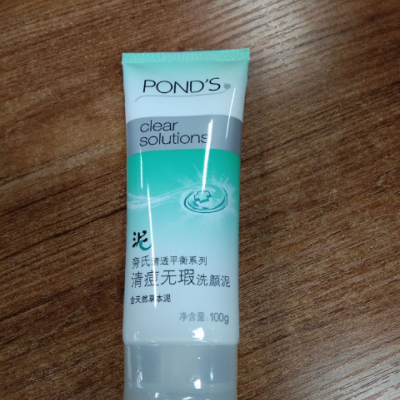 POND'S
clear
solutions
泥
旁氏清透平衡系列
清痘无瑕洗颜泥
含天然草本泥
净含量:100g